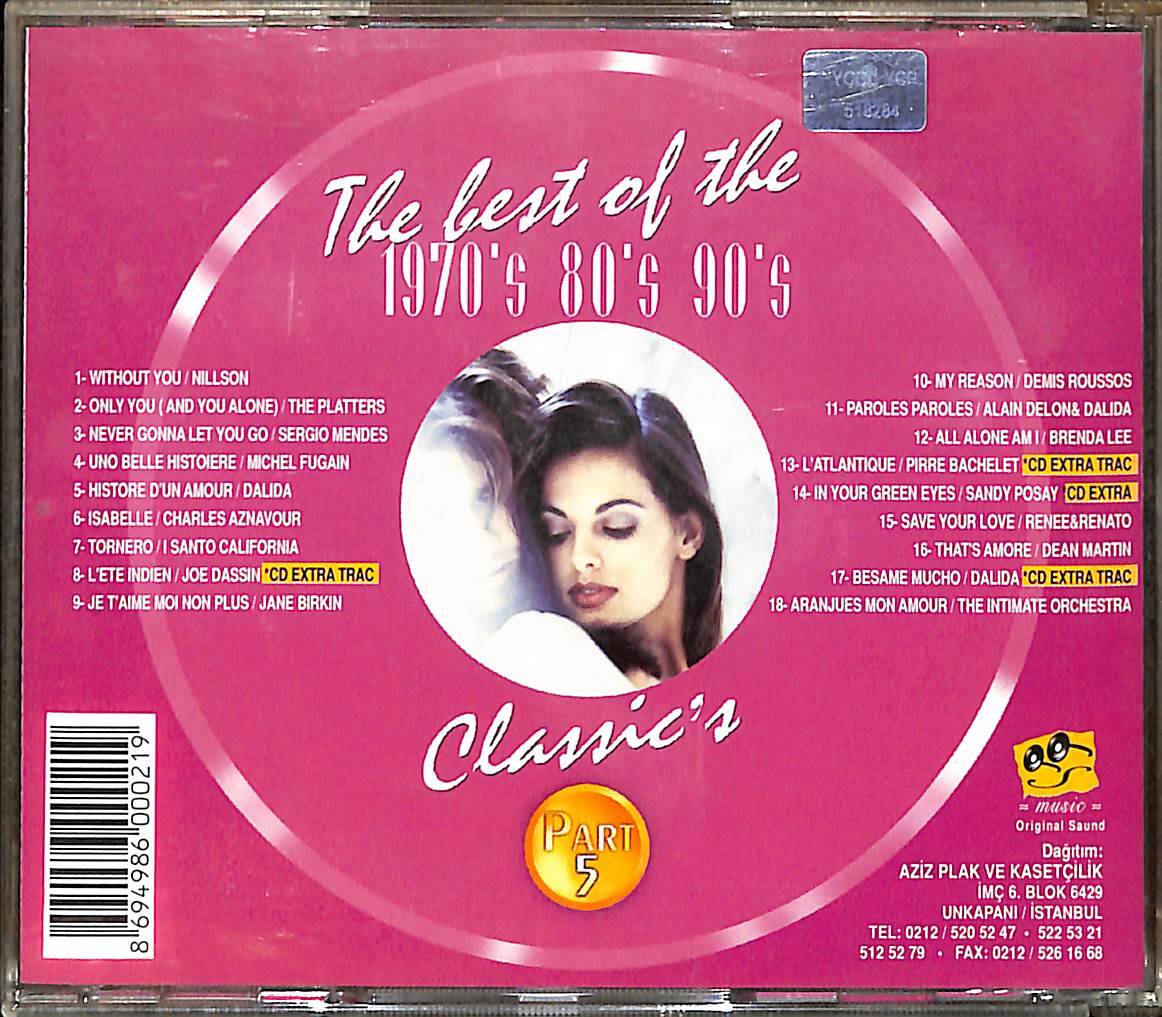 518284
The best of the
1970's 80's 90's
1- WITHOUT YOU / NILLSON
2- ONLY YOU ( AND YOU ALONE) / THE PLATTERS
3- NEVER GONNA LET YOU GO / SERGIO MENDES
4- UNO BELLE HISTOIERE / MICHEL FUGAIN
5- HISTORE D'UN AMOUR / DALIDA
6- ISABELLE / CHARLES AZNAVOUR
7- TORNERO / I SANTO CALIFORNIA
8- L'ETE INDIEN / JOE DASSIN *CD EXTRA TRAC
9- JE T'AIME MOI NON PLUS / JANE BIRKIN
10- MY REASON / DEMIS ROUSSOS
11- PAROLES PAROLES / ALAIN DELON& DALIDA
12- ALL ALONE AM I / BRENDA LEE
13- L'ATLANTIQUE / PIRRE BACHELET *CD EXTRA TRAC
14- IN YOUR GREEN EYES / SANDY POSAY *CD EXTRA
15- SAVE YOUR LOVE / RENEE&RENATO
16- THAT'S AMORE / DEAN MARTIN
17- BESAME MUCHO / DALIDA *CD EXTRA TRAC
18- ARANJUES MON AMOUR / THE INTIMATE ORCHESTRA
Classic's
PART
5
8 694986 000219
= music =
Original Saund
Dağıtım:
AZİZ PLAK VE KASETÇİLİK
İMÇ 6. BLOK 6429
UNKAPANI / İSTANBUL
TEL: 0212 / 520 52 47 • 522 53 21
512 52 79 • FAX: 0212 / 526 16 68